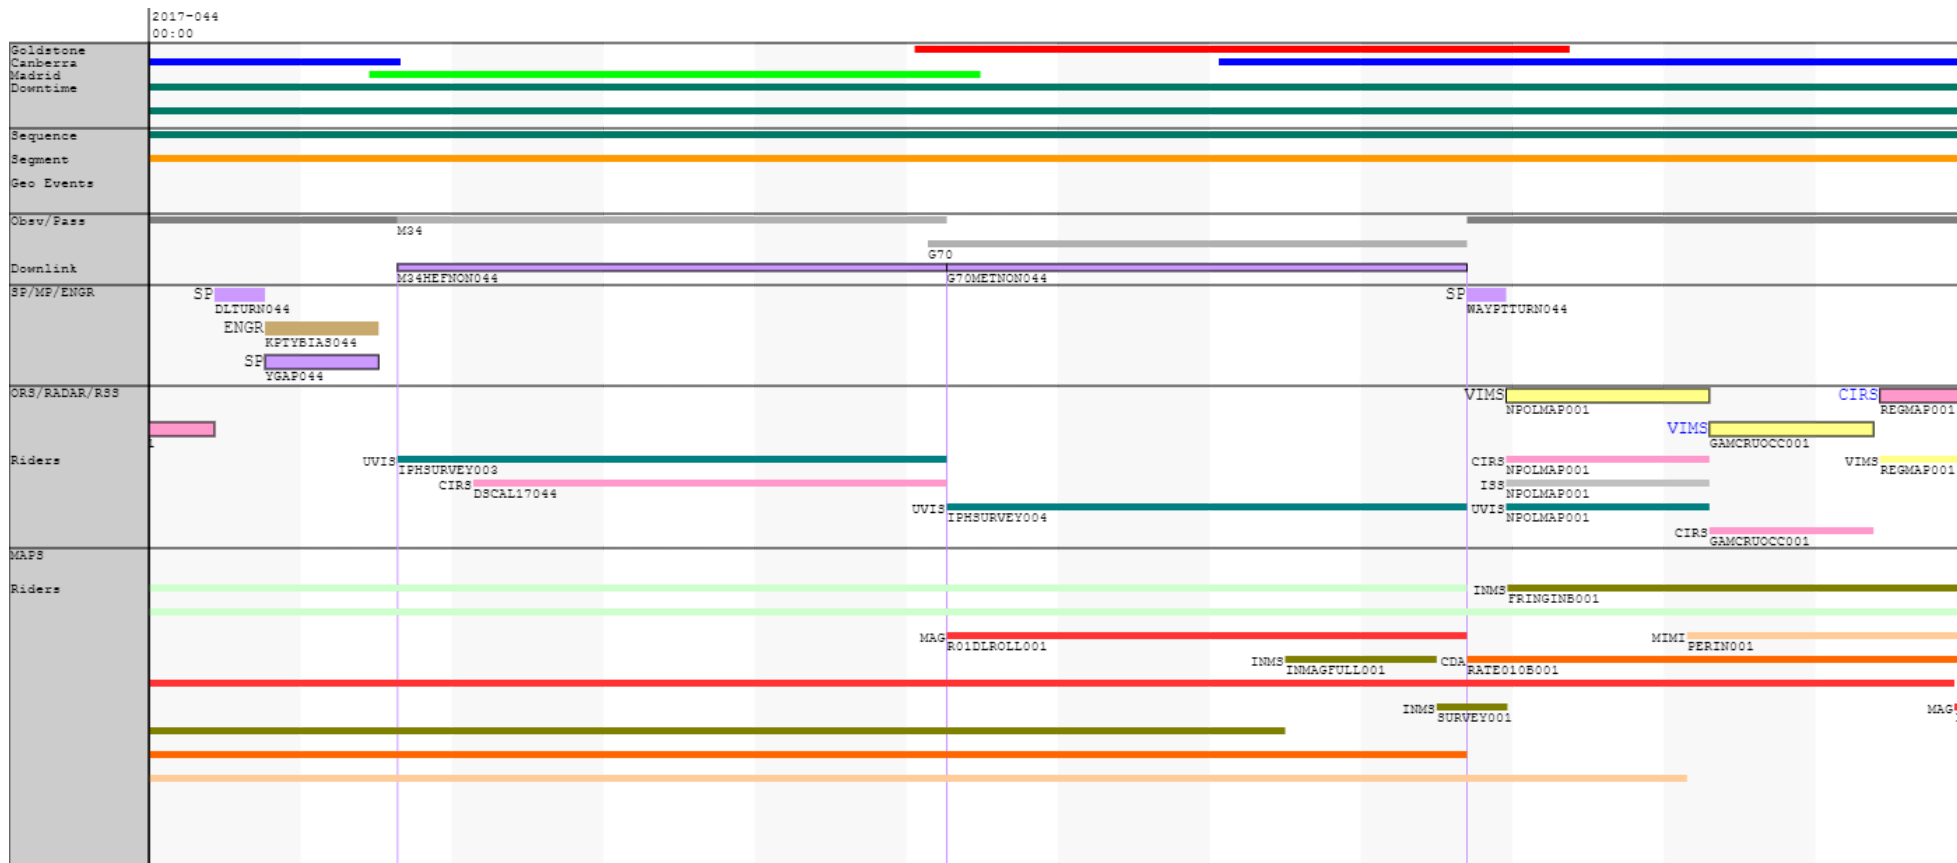 2017-044
00:00
Goldstone
Canberra
Madrid
Downtime
Sequence
Segment
Geo Events
Obsv/Pass
M34
G70
Downlink
M34HEFNON044 G70METNON044
SP/MP/ENGR SP SP
DLTURN044 WAYPTTURN044
ENGR
KPTYBIAS044
SP
YGAP044
ORS/RADAR/RSS VIMS CIRS
NPOLMAP001 REGMAP001
VIMS
GAMCRUOCC001
Riders UVIS CIRS VIMS
IPHSURVEY003 NPOLMAP001 REGMAP001
CIRS ISS
DSCAL17044 NPOLMAP001
UVIS UVIS
IPHSURVEY004 NPOLMAP001
CIRS
GAMCRUOCC001
MAPS
Riders INMS
FRINGINB001
MAG MIMI
R01DLROLL001 PERIN001
INMS CDA
INMAGFULL001 RATE010B001
INMS MAG
SURVEY001